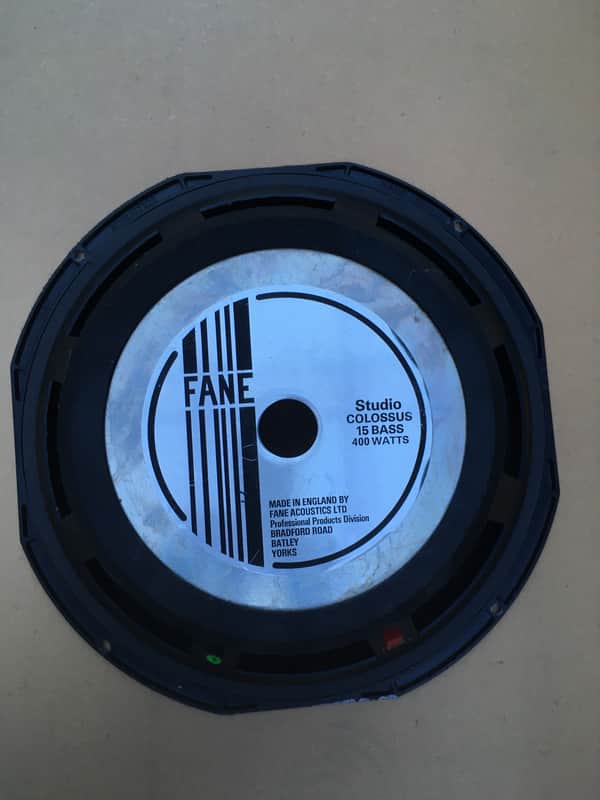 FANE
Studio
COLOSSUS
15 BASS
400 WATTS
MADE IN ENGLAND BY
FANE ACOUSTICS LTD
Professional Products Division
BRADFORD ROAD
BATLEY
YORKS